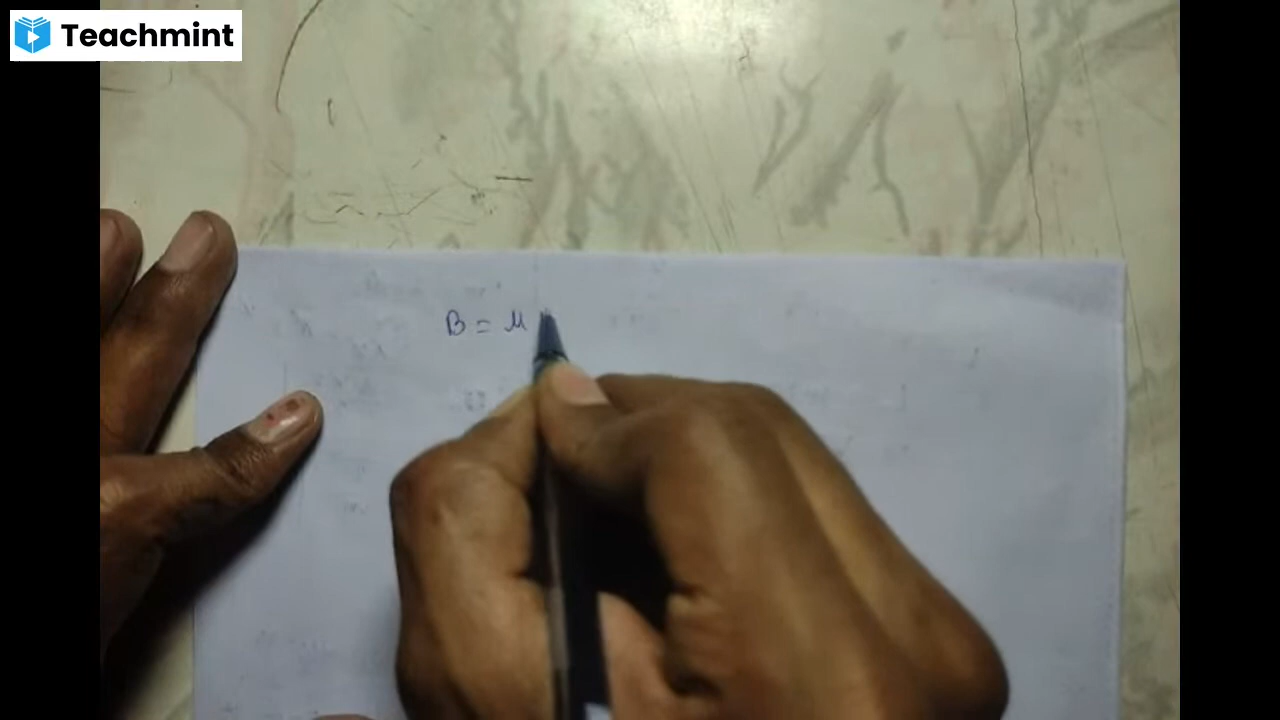 Teachmint
B = µ